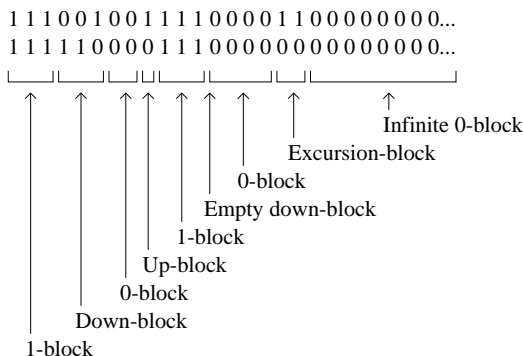 1 1 1 0 0 1 0 0 1 1 1 1 0 0 0 0 1 1 0 0 0 0 0 0 0 0...
1 1 1 1 1 0 0 0 0 1 1 1 0 0 0 0 0 0 0 0 0 0 0 0 0 0...
Infinite 0-block
Excursion-block
0-block
Empty down-block
1-block
Up-block
0-block
Down-block
1-block